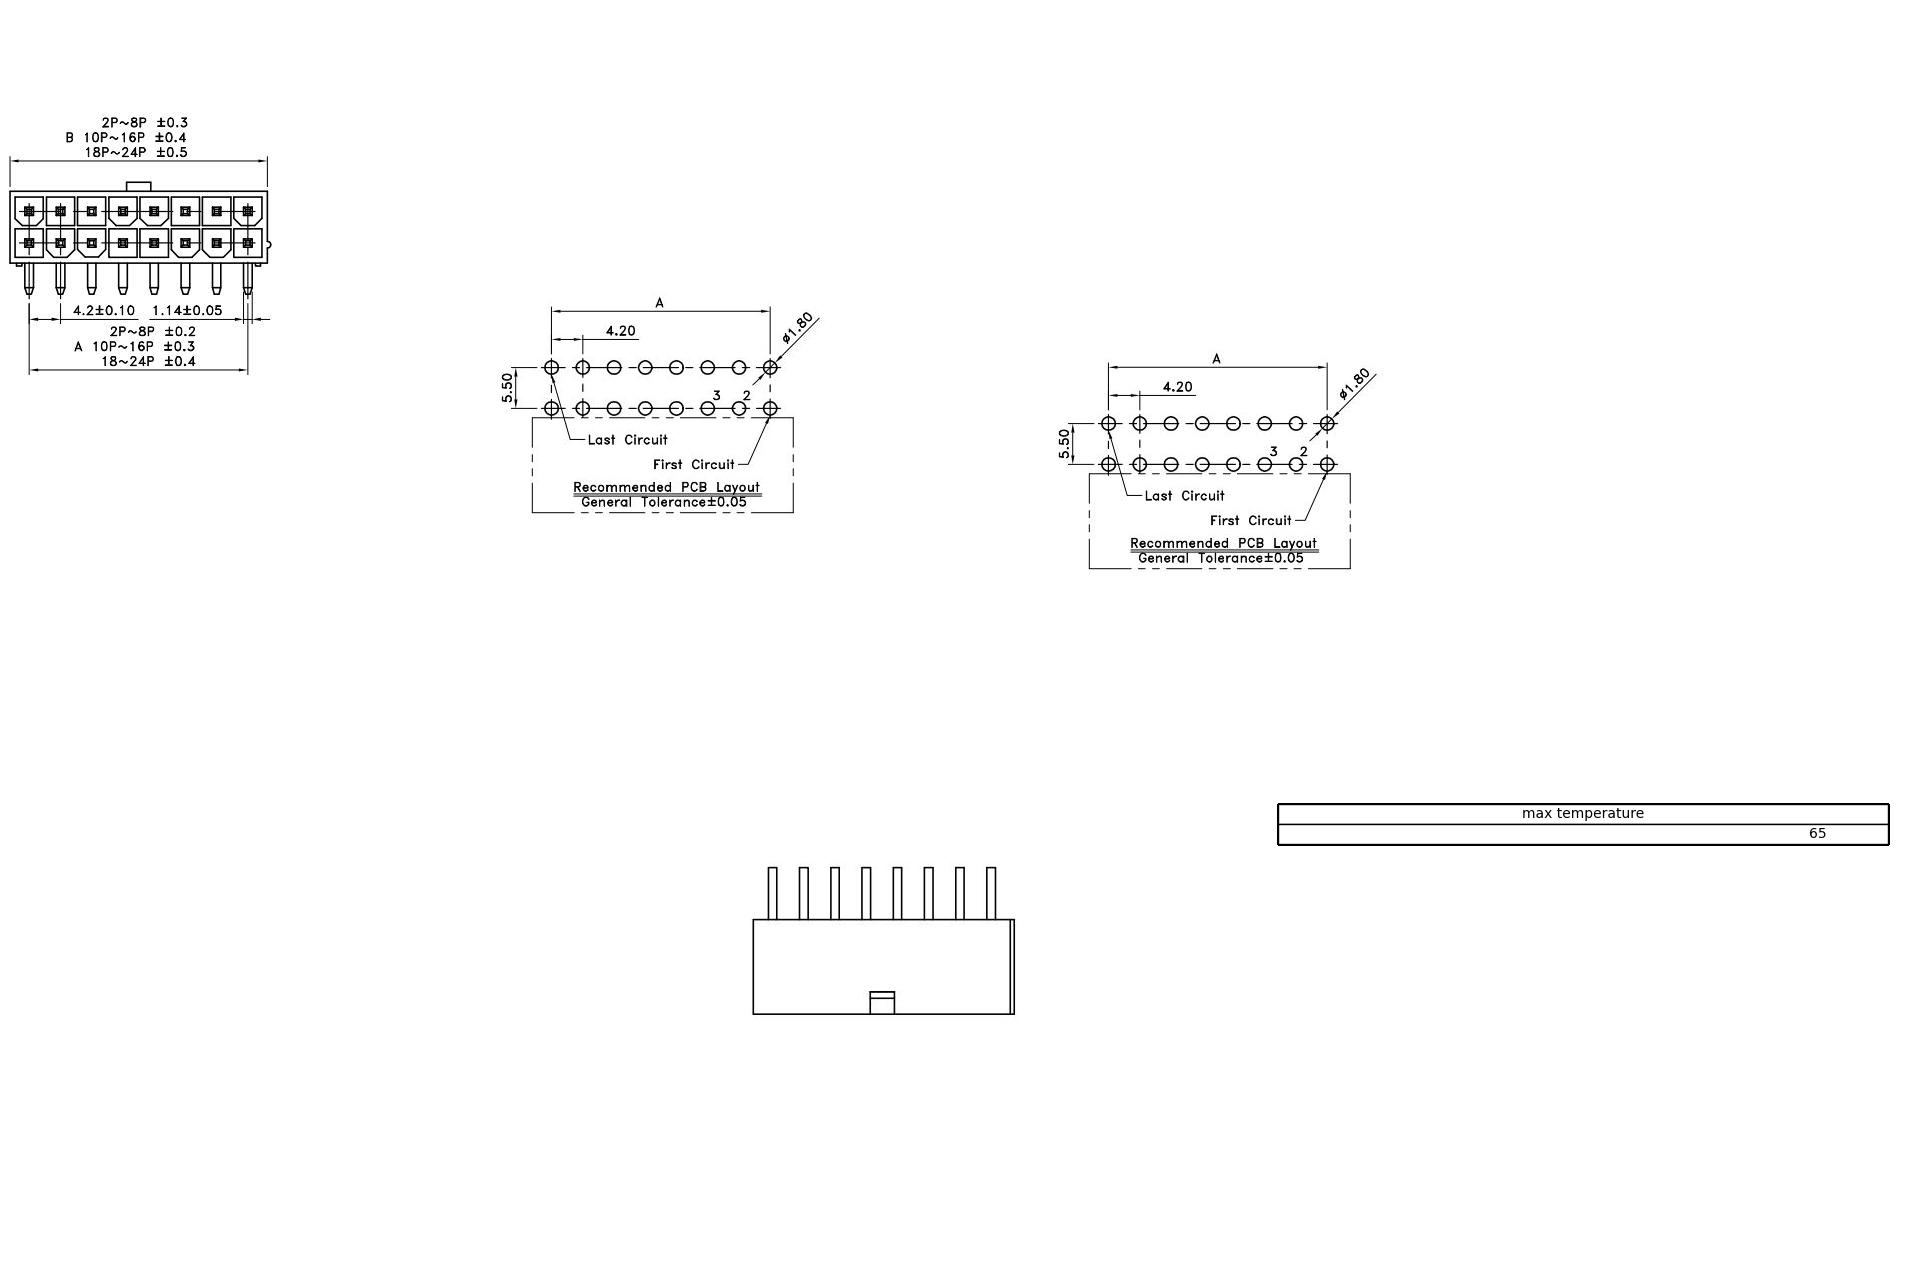 2P~8P ±0.3
B 10P~16P ±0.4
18P~24P ±0.5
4.2±0.10 1.14±0.05
2P~8P ±0.2
A 10P~16P ±0.3
18~24P ±0.4
A
4.20
ø1.80
5.50
3 2
Last Circuit
First Circuit
Recommended PCB Layout
General Tolerance±0.05
A
4.20
ø1.80
5.50
3 2
Last Circuit
First Circuit
Recommended PCB Layout
General Tolerance±0.05
max temperature
65